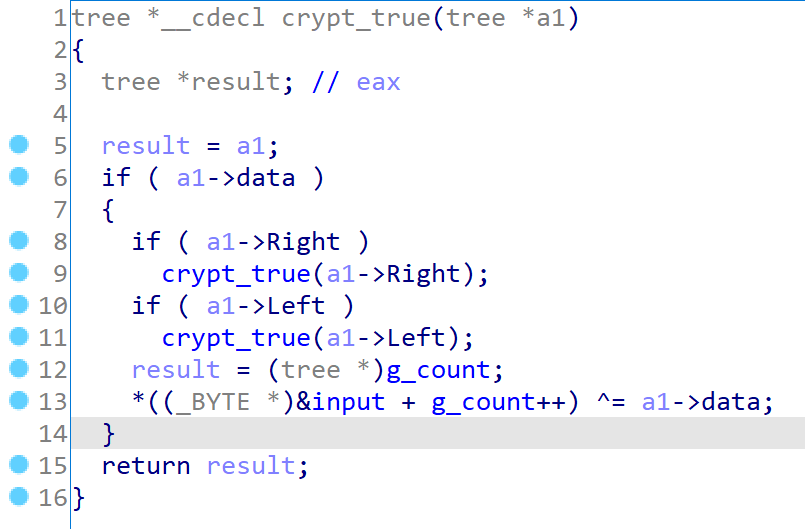 1 tree *__cdecl crypt_true(tree *a1)
2 {
3   tree *result; // eax
4
5   result = a1;
6   if ( a1->data )
7   {
8     if ( a1->Right )
9       crypt_true(a1->Right);
10     if ( a1->Left )
11       crypt_true(a1->Left);
12     result = (tree *)g_count;
13     *((_BYTE *)&input + g_count++) ^= a1->data;
14   }
15   return result;
16 }